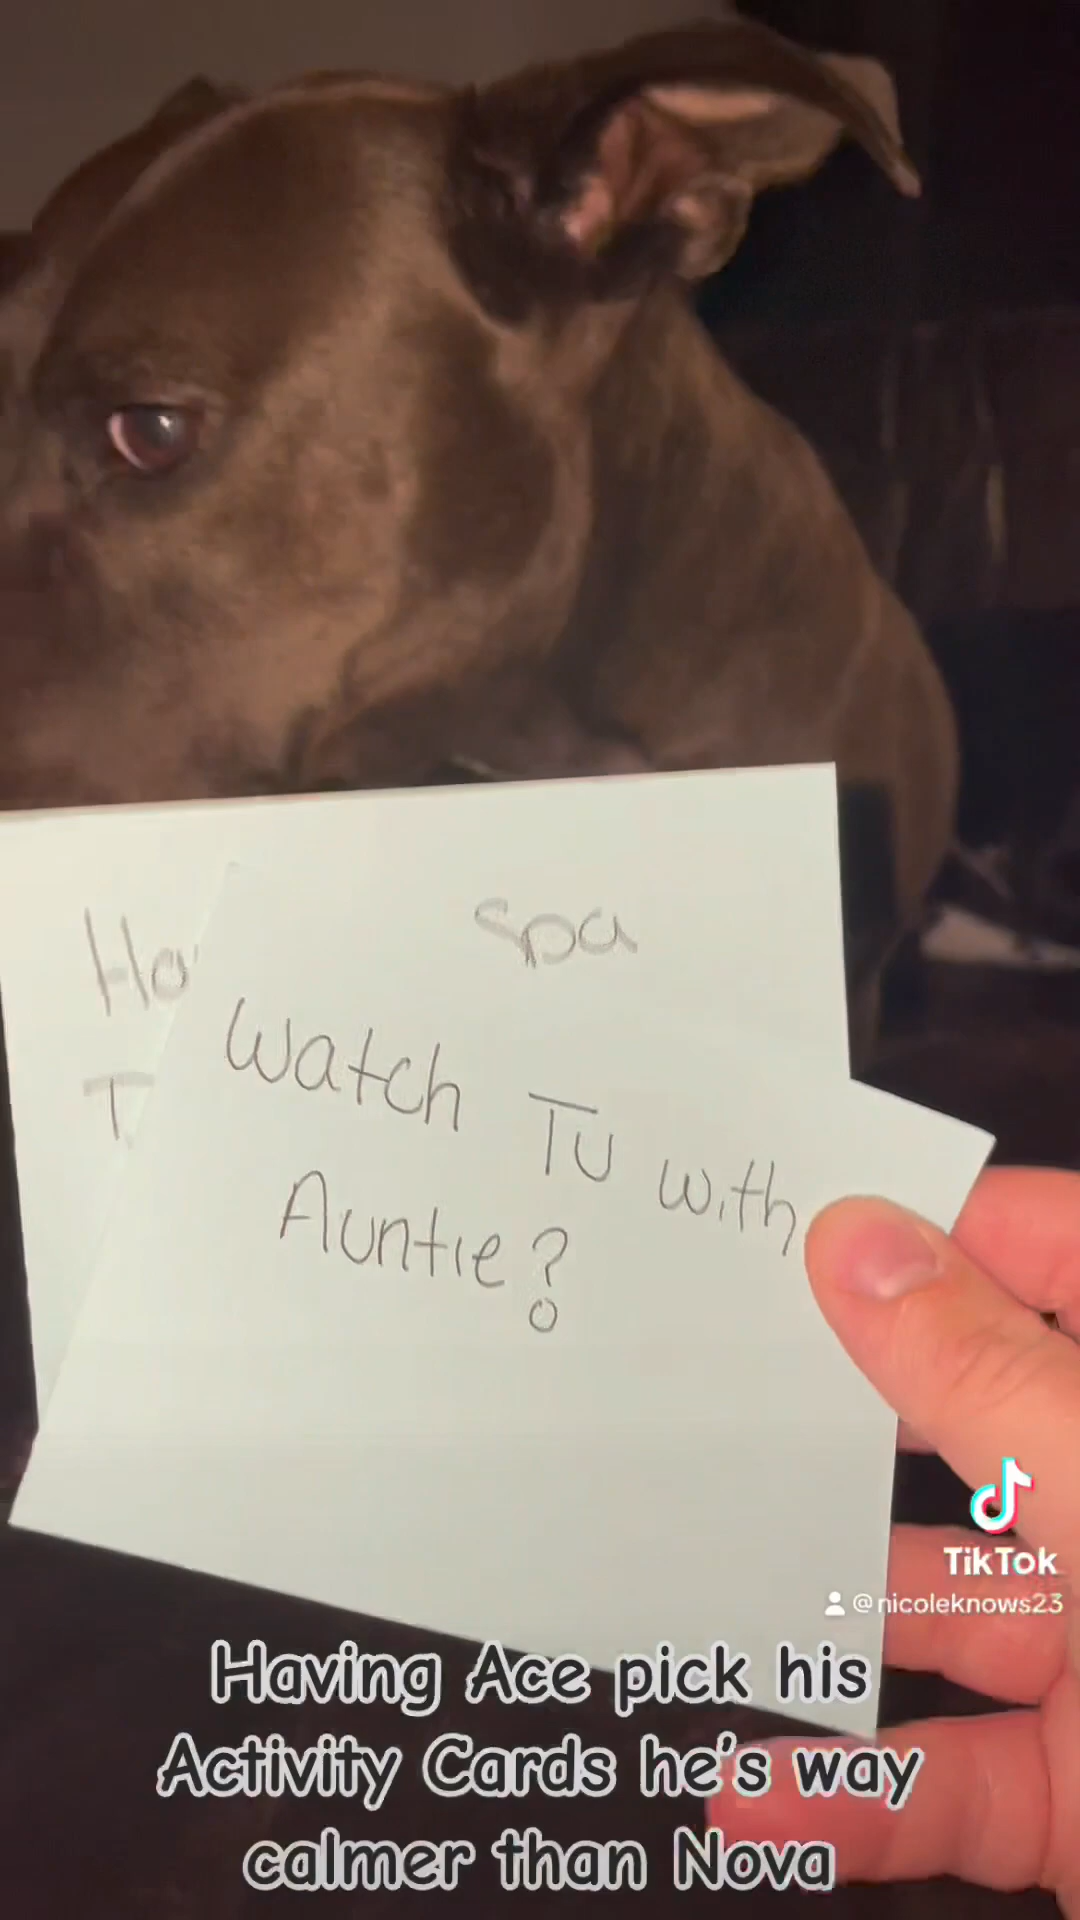 Spa
Watch TV with
Auntie?
TikTok
@nicoleknows23
Having Ace pick his
Activity Cards he's way
calmer than Nova